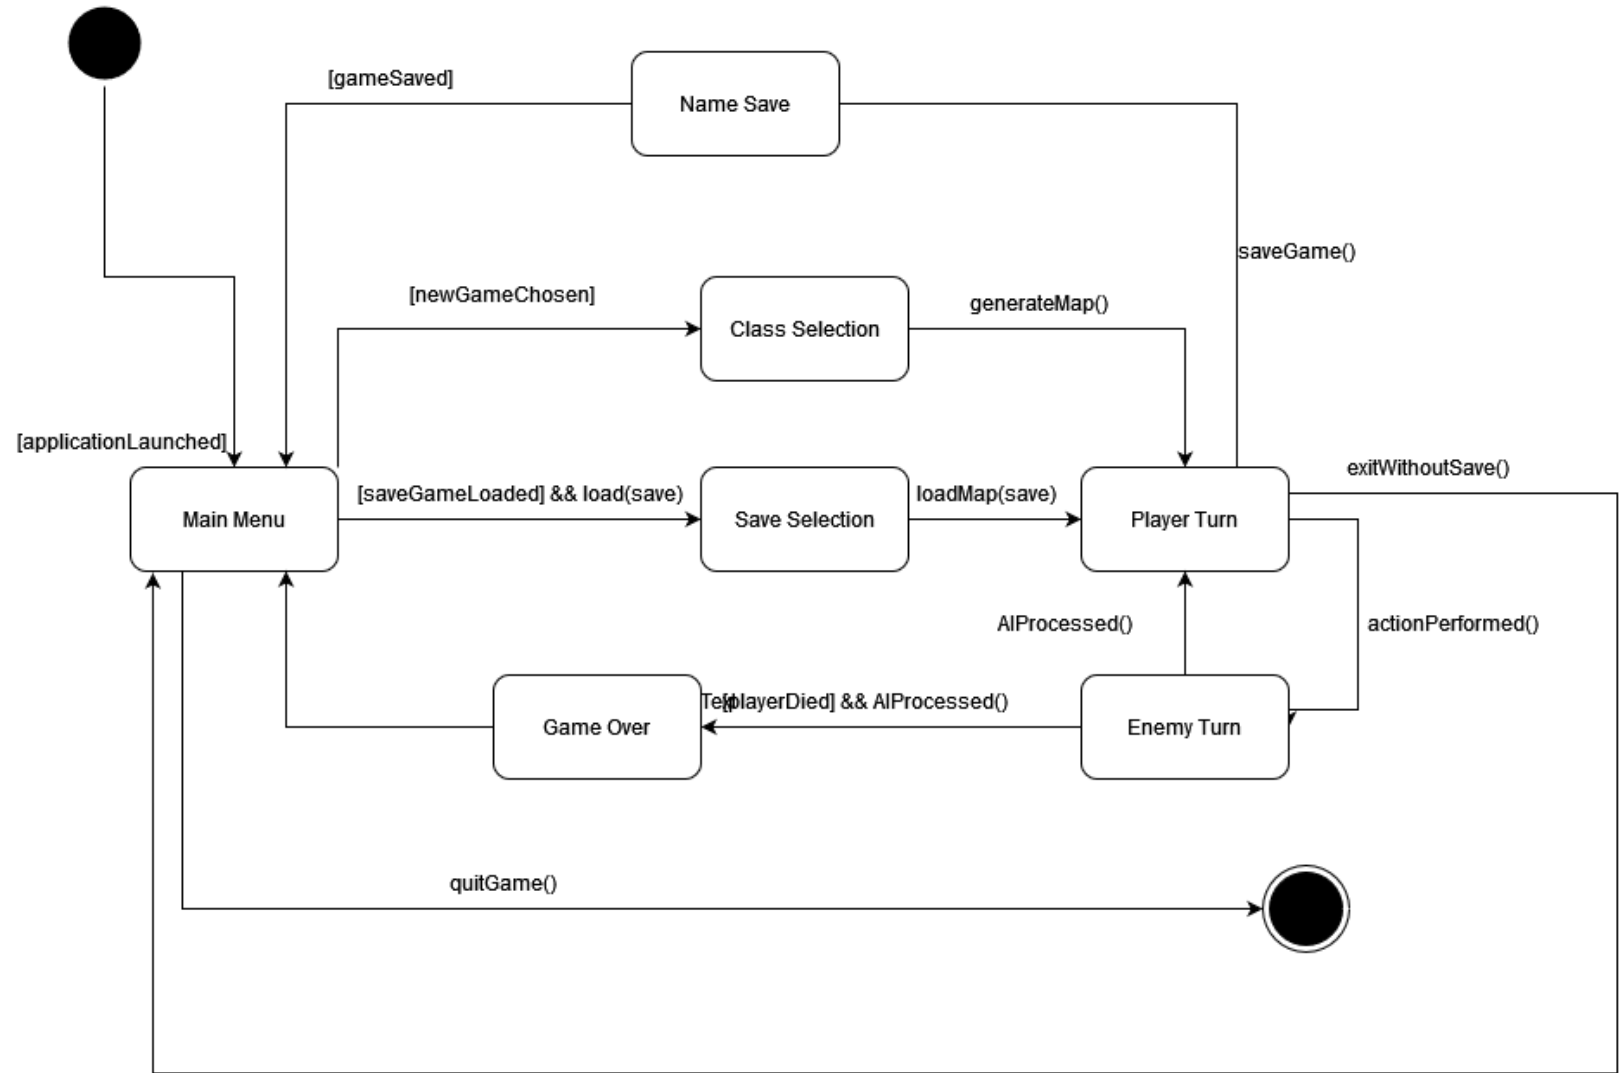 [gameSaved]
Name Save
saveGame()
[newGameChosen]
generateMap()
Class Selection
[applicationLaunched]
exitWithoutSave()
[saveGameLoaded] && load(save)
loadMap(save)
Main Menu
Save Selection
Player Turn
AIProcessed()
actionPerformed()
Text
[playerDied] && AIProcessed()
Game Over
Enemy Turn
quitGame()